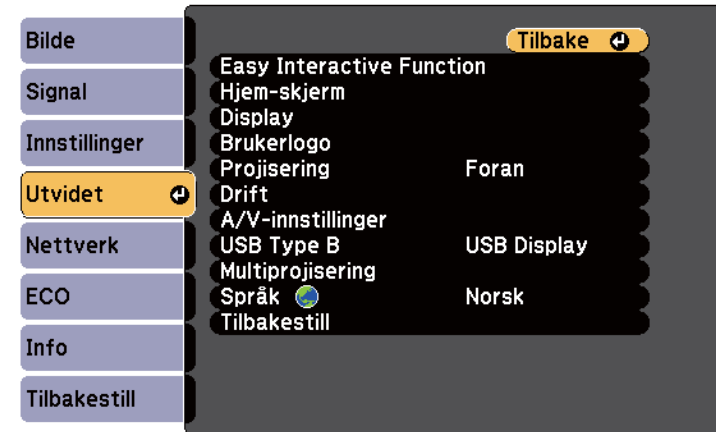 Bilde
Signal
Innstillinger
Utvidet
Nettverk
ECO
Info
Tilbakestill
Tilbake
Easy Interactive Function
Hjem-skjerm
Display
Brukerlogo
Projisering Foran
Drift
A/V-innstillinger
USB Type B USB Display
Multiprojisering
Språk Norsk
Tilbakestill